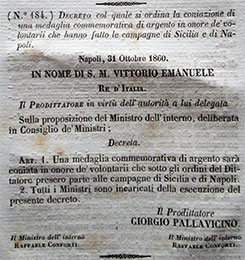 (N.° 184.) DECRETO col quale si ordina la coniazione di
una medaglia commemorativa di argento in onore de' vo-
lontarii che hanno fatto le campagne di Sicilia e di Na-
poli.
Napoli, 31 Ottobre 1860.
IN NOME DI S. M. VITTORIO EMANUELE
RE D'ITALIA.
Il Prodittatore in virtù dell'autorità a lui delegata
Sulla proposizione del Ministro dell'interno, deliberata
in Consiglio de' Ministri;
Decreta.
ART. 1. Una medaglia commemorativa di argento sarà
coniata in onore de' volontarii che sotto gli ordini del Dit-
tatore, presero parte alle campagne di Sicilia e di Napoli.
2. Tutti i Ministri sono incaricati della esecuzione del
presente decreto.
Il Prodittatore
GIORGIO PALLAVICINO
Il Ministro dell'interno
RAFFAELE CONFORTI.
Il Ministro dell'interno
RAFFAELE CONFORTI.